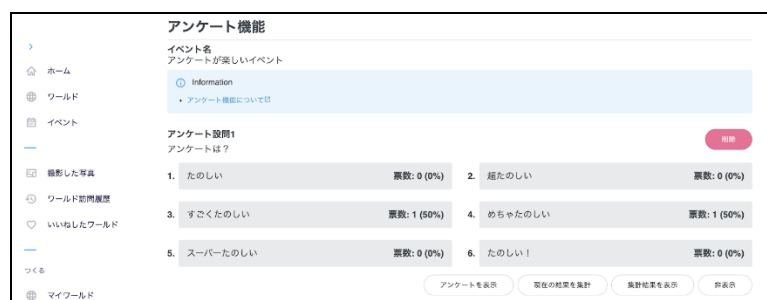 アンケート機能
イベント名
アンケートが楽しいイベント
Information
アンケート機能について
ホーム
ワールド
イベント
撮影した写真
ワールド訪問履歴
いいねしたワールド
つくる
マイワールド
アンケート設問1
削除
アンケートは？
1. たのしい 票数: 0 (0%)
2. 超たのしい 票数: 0 (0%)
3. すごくたのしい 票数: 1 (50%)
4. めちゃたのしい 票数: 1 (50%)
5. スーパーたのしい 票数: 0 (0%)
6. たのしい！ 票数: 0 (0%)
アンケートを表示 現在の結果を集計 集計結果を表示 非表示